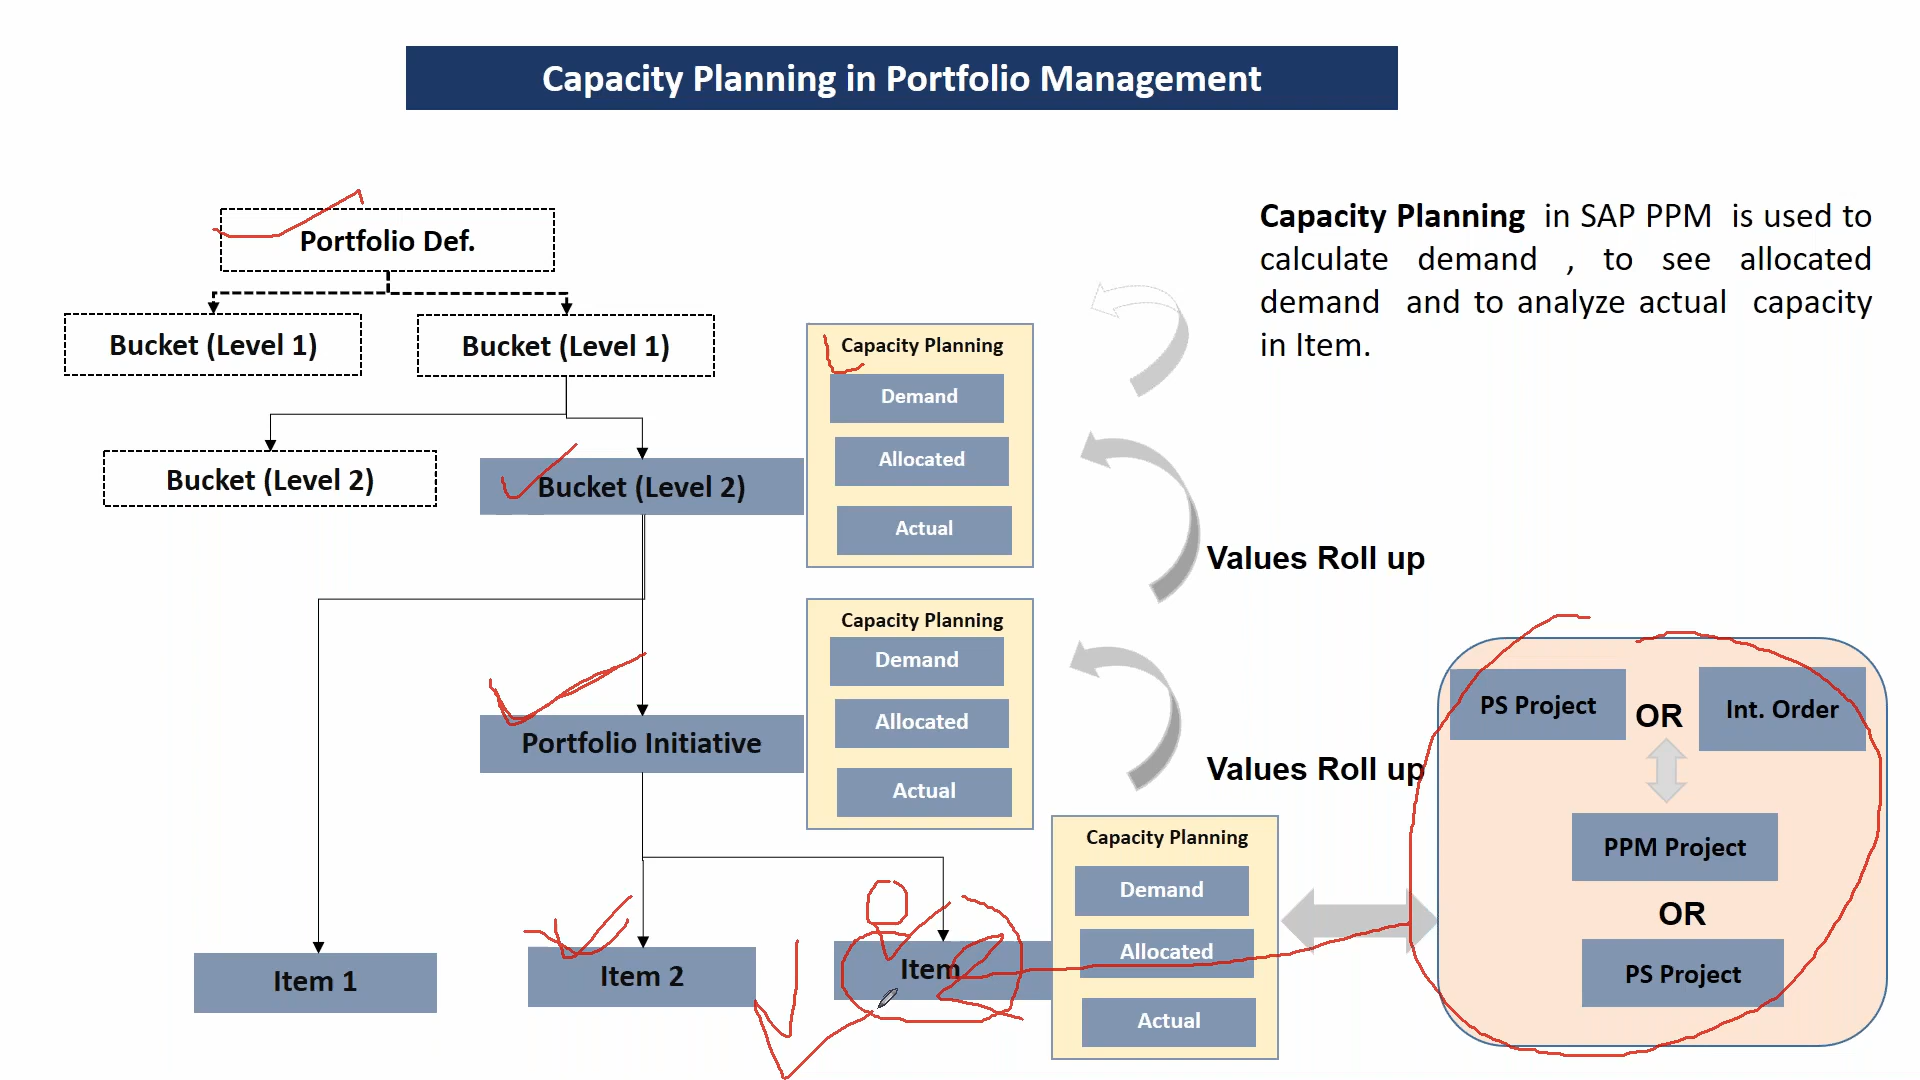 Capacity Planning in Portfolio Management
Portfolio Def.
Bucket (Level 1)
Bucket (Level 1)
Bucket (Level 2)
Bucket (Level 2)
Portfolio Initiative
Item 1
Item 2
Item
Capacity Planning
Demand
Allocated
Actual
Capacity Planning
Demand
Allocated
Actual
Capacity Planning
Demand
Allocated
Actual
Capacity Planning in SAP PPM is used to
calculate demand , to see allocated
demand and to analyze actual capacity
in Item.
Values Roll up
Values Roll up
PS Project
OR
Int. Order
PPM Project
OR
PS Project